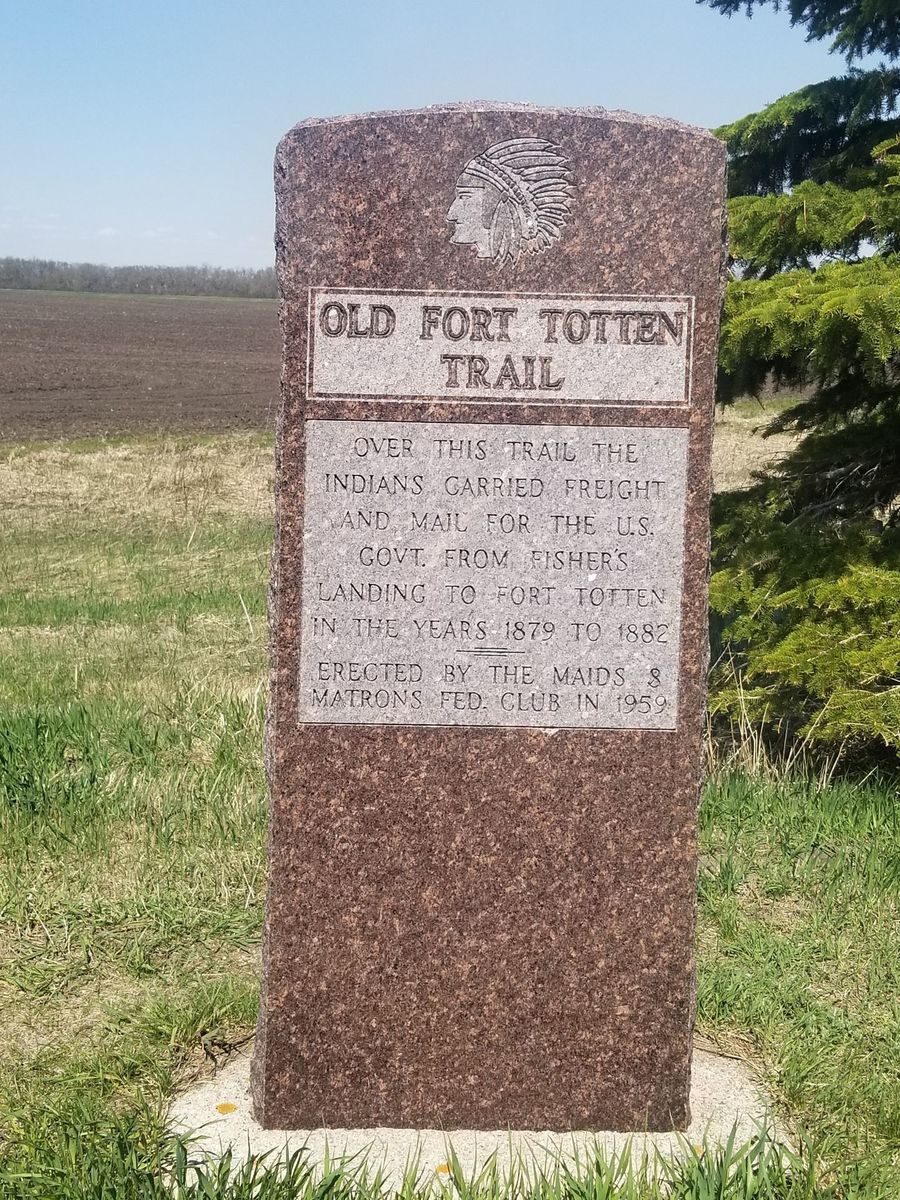 OLD FORT TOTTEN
TRAIL
OVER THIS TRAIL THE
INDIANS CARRIED FREIGHT
AND MAIL FOR THE U.S.
GOVT. FROM FISHER'S
LANDING TO FORT TOTTEN
IN THE YEARS 1879 TO 1882
ERECTED BY THE MAIDS &
MATRONS FED. CLUB IN 1959